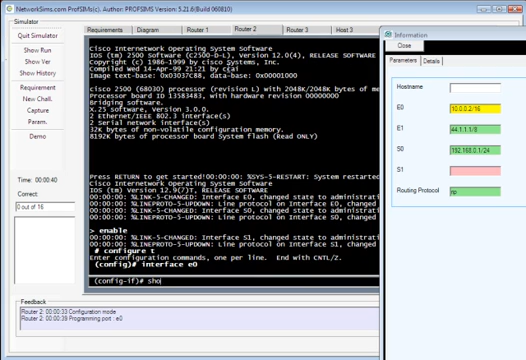 NetworkSims.com ProfSIMs(c). Author: PROFSIMS Version: 5.21.6(Build 060810)
Simulator
Quit Simulator
Show Run
Show Ver
Show History
Requirement
New Chall.
Capture
Param.
Demo
Time: 00:00:40
Correct:
0 out of 16
Requirements
Diagram
Router 1
Router 2
Router 3
Host 3
Cisco Internetwork Operating System Software
IOS (tm) 2500 Software (C2500-D-L), Version 12.0(4), RELEASE SOFTWARE
Copyright (c) 1986-1999 by cisco Systems, Inc.
Compiled Wed 14-Apr-99 21:21 by ccai
Image text-base: 0x03037C88, data-base: 0x00001000
cisco 2500 (68030) processor (revision L) with 2048K/2048K bytes of me
Processor board ID 13583483, with hardware revision 00000000
Bridging software.
X.25 software, Version 3.0.0.
2 Ethernet/IEEE 802.3 interface(s)
2 Serial network interface(s)
32K bytes of non-volatile configuration memory.
8192K bytes of processor board System flash (Read ONLY)
Press RETURN to get started!00:00:00: %SYS-5-RESTART: System restarted
Cisco Internetwork Operating System Software
IOS (tm) Version 12.9(7)T, RELEASE SOFTWARE
00:00:00: %LINK-5-CHANGED: Interface E0, changed state to administrati
00:00:00: %LINEPROTO-5-UPDOWN: Line protocol on Interface E0, changed
00:00:00: %LINK-5-CHANGED: Interface S0, changed state to administrati
00:00:00: %LINEPROTO-5-UPDOWN: Line protocol on Interface S0, changed
> enable
00:00:00: %LINK-5-CHANGED: Interface S1, changed state to administrati
00:00:00: %LINEPROTO-5-UPDOWN: Line protocol on Interface S1, changed
# configure t
Enter configuration commands, one per line. End with CNTL/Z.
(config)# interface e0
(config-if)# sho
Feedback
Router 2: 00:00:33 Configuration mode
Router 2: 00:00:39 Programming port : e0
Information
Close
Parameters
Details
Hostname
E0
10.0.0.2/16
E1
44.1.1.1/8
S0
192.168.0.1/24
S1
Routing Protocol
rip